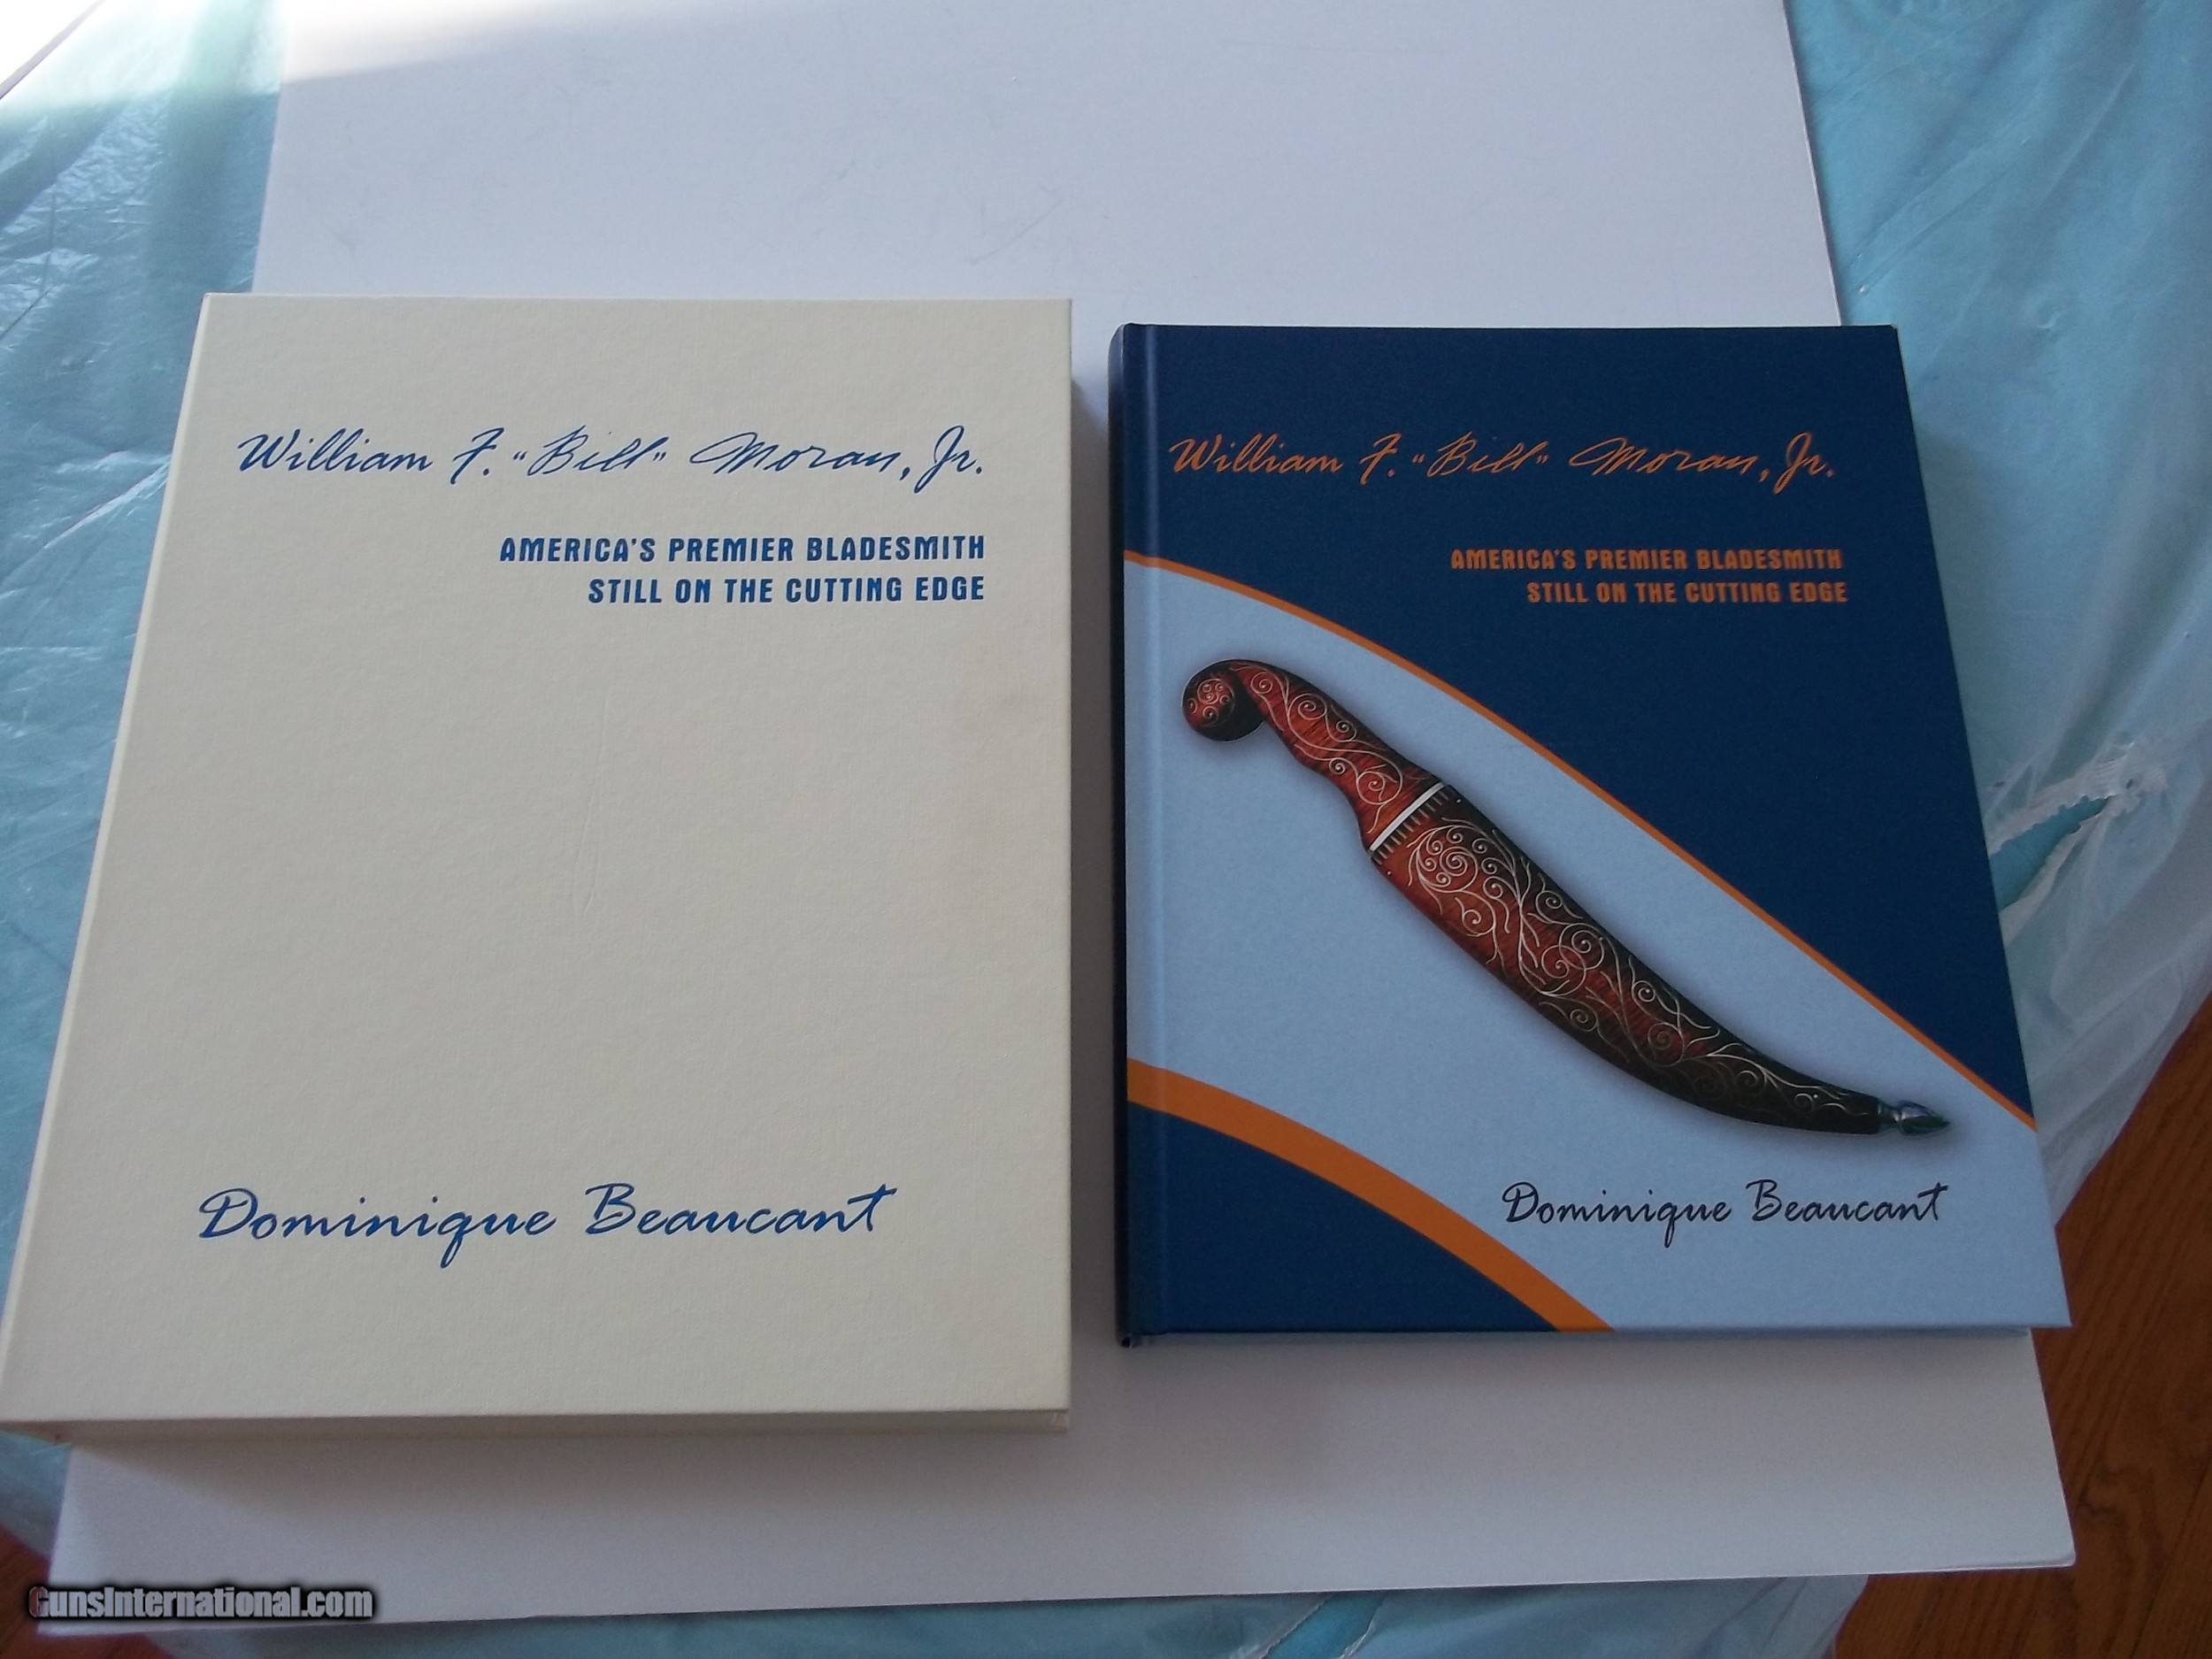 William F. "Bill" Moran, Jr.
AMERICA'S PREMIER BLADESMITH
STILL ON THE CUTTING EDGE
Dominique Beaucant
William F. "Bill" Moran, Jr.
AMERICA'S PREMIER BLADESMITH
STILL ON THE CUTTING EDGE
Dominique Beaucant
GunsInternational.com